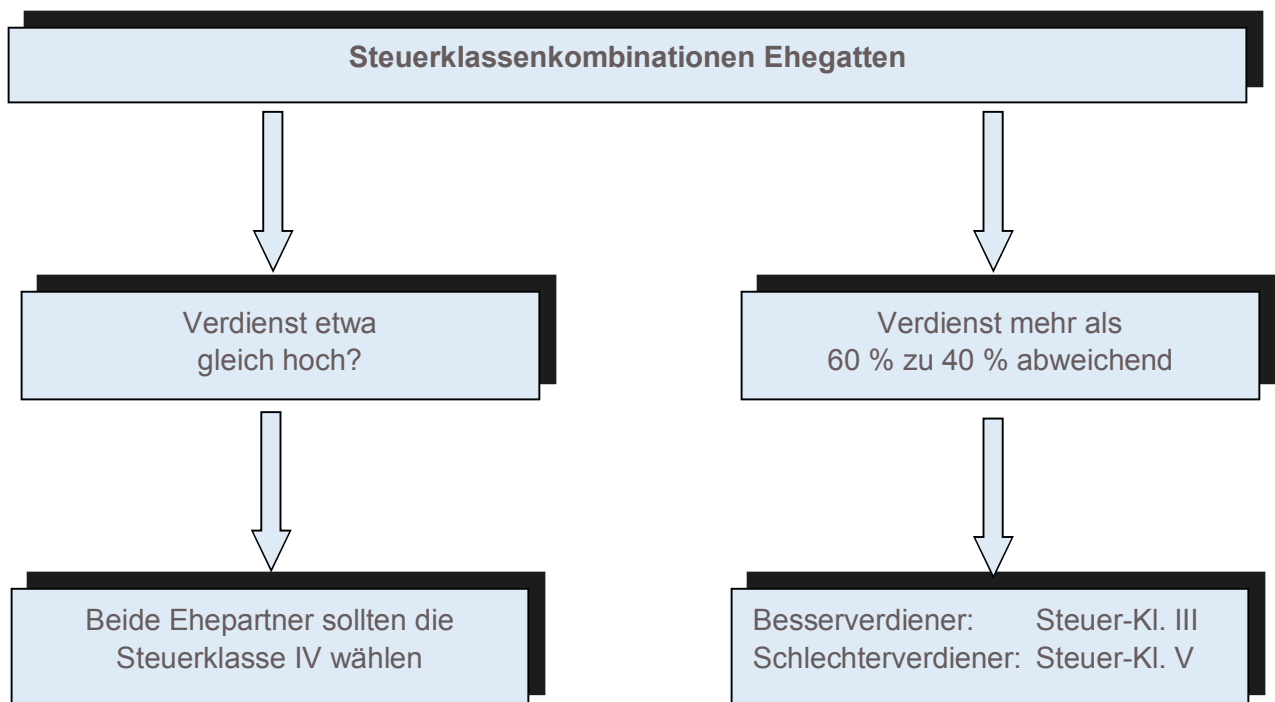 Steuerklassenkombinationen Ehegatten
Verdienst etwa
gleich hoch?
Verdienst mehr als
60 % zu 40 % abweichend
Beide Ehepartner sollten die
Steuerklasse IV wählen
Besserverdiener: Steuer-Kl. III
Schlechterverdiener: Steuer-Kl. V